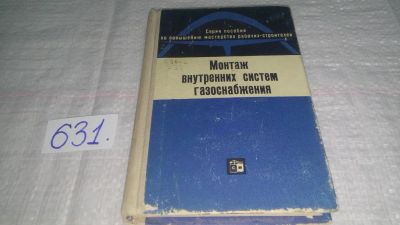 Серия пособий
по повышению мастерства рабочих-строителей
Монтаж
внутренних систем
газоснабжения
631.